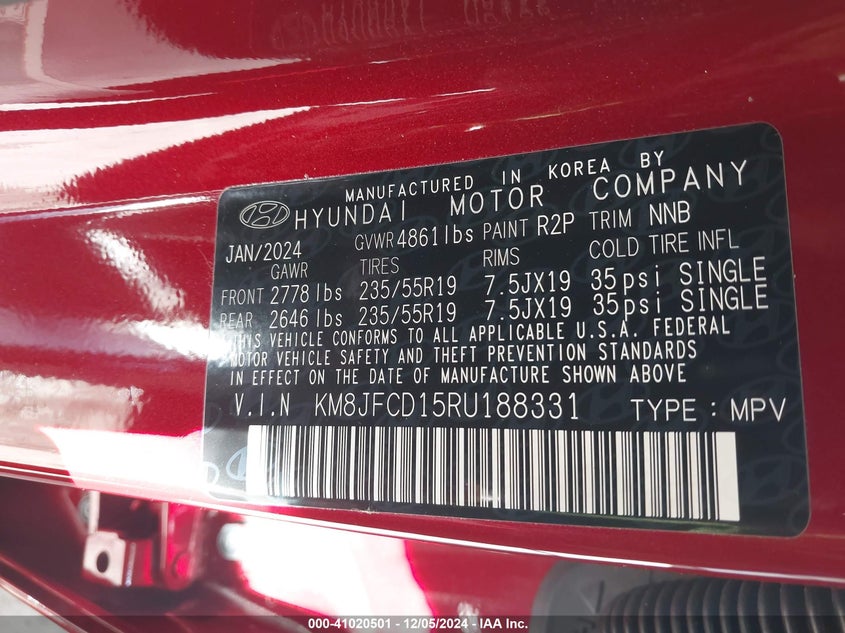 MANUFACTURED IN KOREA BY
HYUNDAI MOTOR COMPANY
JAN/2024 GVWR 4861 lbs PAINT R2P TRIM NNB
GAWR TIRES RIMS COLD TIRE INFL
FRONT 2778 lbs 235/55R19 7.5JX19 35psi SINGLE
REAR 2646 lbs 235/55R19 7.5JX19 35psi SINGLE
THIS VEHICLE CONFORMS TO ALL APPLICABLE U.S.A. FEDERAL
MOTOR VEHICLE SAFETY AND THEFT PREVENTION STANDARDS
IN EFFECT ON THE DATE OF MANUFACTURE SHOWN ABOVE
V.I.N KM8JFCD15RU188331 TYPE : MPV
000-41020501 - 12/05/2024 - IAA Inc.